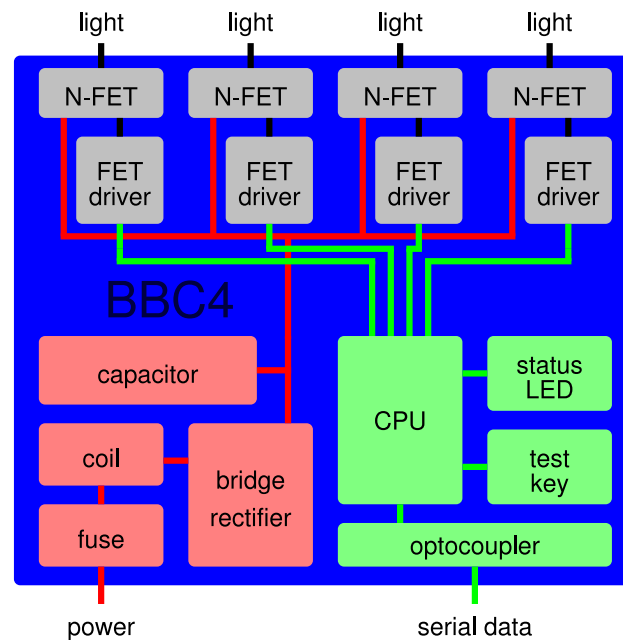 light light light light
N-FET N-FET N-FET N-FET
FET FET FET FET
driver driver driver driver
BBC4
capacitor
CPU
status
LED
coil
bridge
rectifier
test
key
fuse
optocoupler
power
serial data